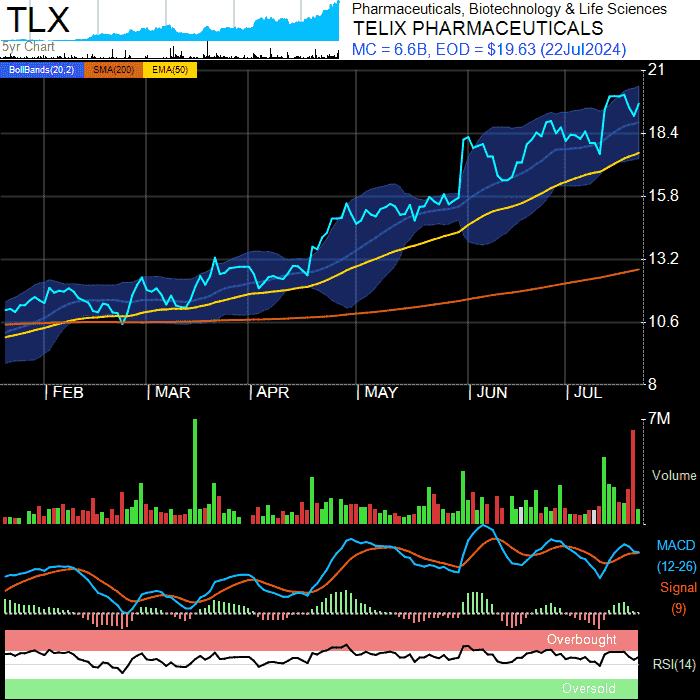 TLX
5yr Chart
Pharmaceuticals, Biotechnology & Life Sciences
TELIX PHARMACEUTICALS
MC = 6.6B, EOD = $19.63 (22Jul2024)
BollBands(20,2) SMA(200) EMA(50)
21
18.4
15.8
13.2
10.6
8
FEB MAR APR MAY JUN JUL
7M
Volume
MACD
(12-26)
Signal
(9)
Overbought
RSI(14)
Oversold